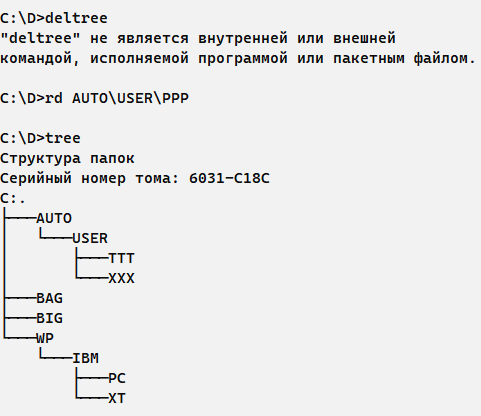 C:\D>deltree
"deltree" не является внутренней или внешней
командой, исполняемой программой или пакетным файлом.
C:\D>rd AUTO\USER\PPP
C:\D>tree
Структура папок
Серийный номер тома: 6031-C18C
C:.
├───AUTO
│   └───USER
│       ├───TTT
│       └───XXX
├───BAG
├───BIG
└───WP
    └───IBM
        ├───PC
        └───XT